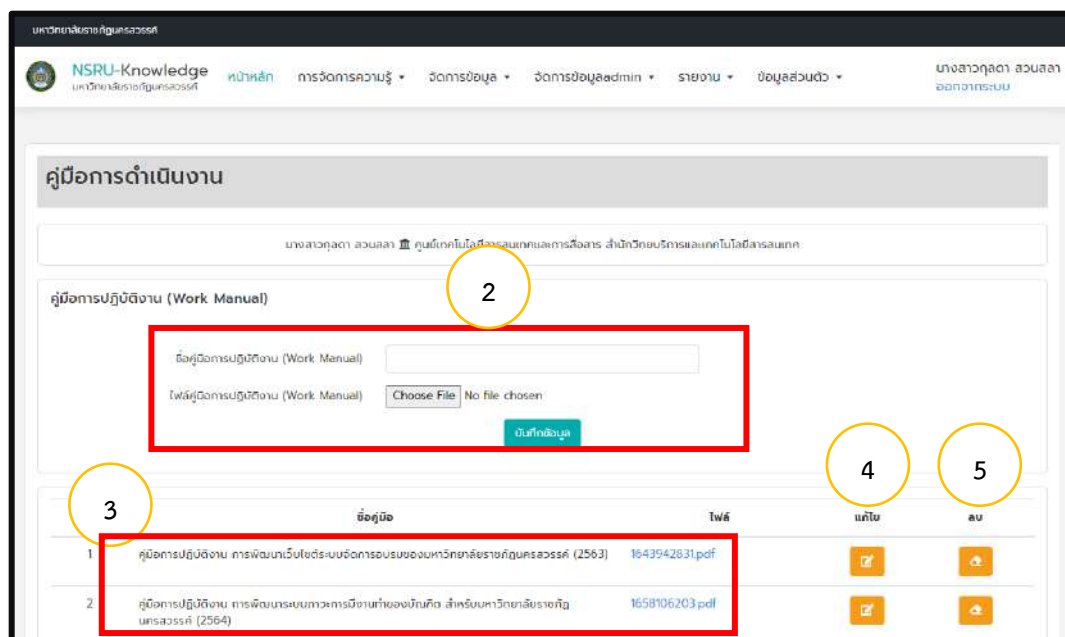 มหาวิทยาลัยราชภัฏนครสวรรค์
NSRU-Knowledge
มหาวิทยาลัยราชภัฏนครสวรรค์
หน้าหลัก การจัดการความรู้ จัดการข้อมูล จัดการข้อมูลadmin รายงาน ข้อมูลส่วนตัว
นางสาวกุลดา สวนสลา
ออกจากระบบ
คู่มือการดำเนินงาน
นางสาวกุลดา สวนสลา ศูนย์เทคโนโลยีสารสนเทศและการสื่อสาร สำนักวิทยบริการและเทคโนโลยีสารสนเทศ
2
คู่มือการปฏิบัติงาน (Work Manual)
ชื่อคู่มือการปฏิบัติงาน (Work Manual)
ไฟล์คู่มือการปฏิบัติงาน (Work Manual) Choose File No file chosen
บันทึกข้อมูล
3 4 5
ชื่อคู่มือ ไฟล์ แก้ไข ลบ
1 คู่มือการปฏิบัติงาน การพัฒนาเว็บไซต์ระบบจัดการอบรมของมหาวิทยาลัยราชภัฏนครสวรรค์ (2563) 1643942831.pdf
2 คู่มือการปฏิบัติงาน การพัฒนาระบบภาวะการมีงานทำของบัณฑิต สำหรับมหาวิทยาลัยราชภัฏ 1658106203.pdf
นครสวรรค์ (2564)